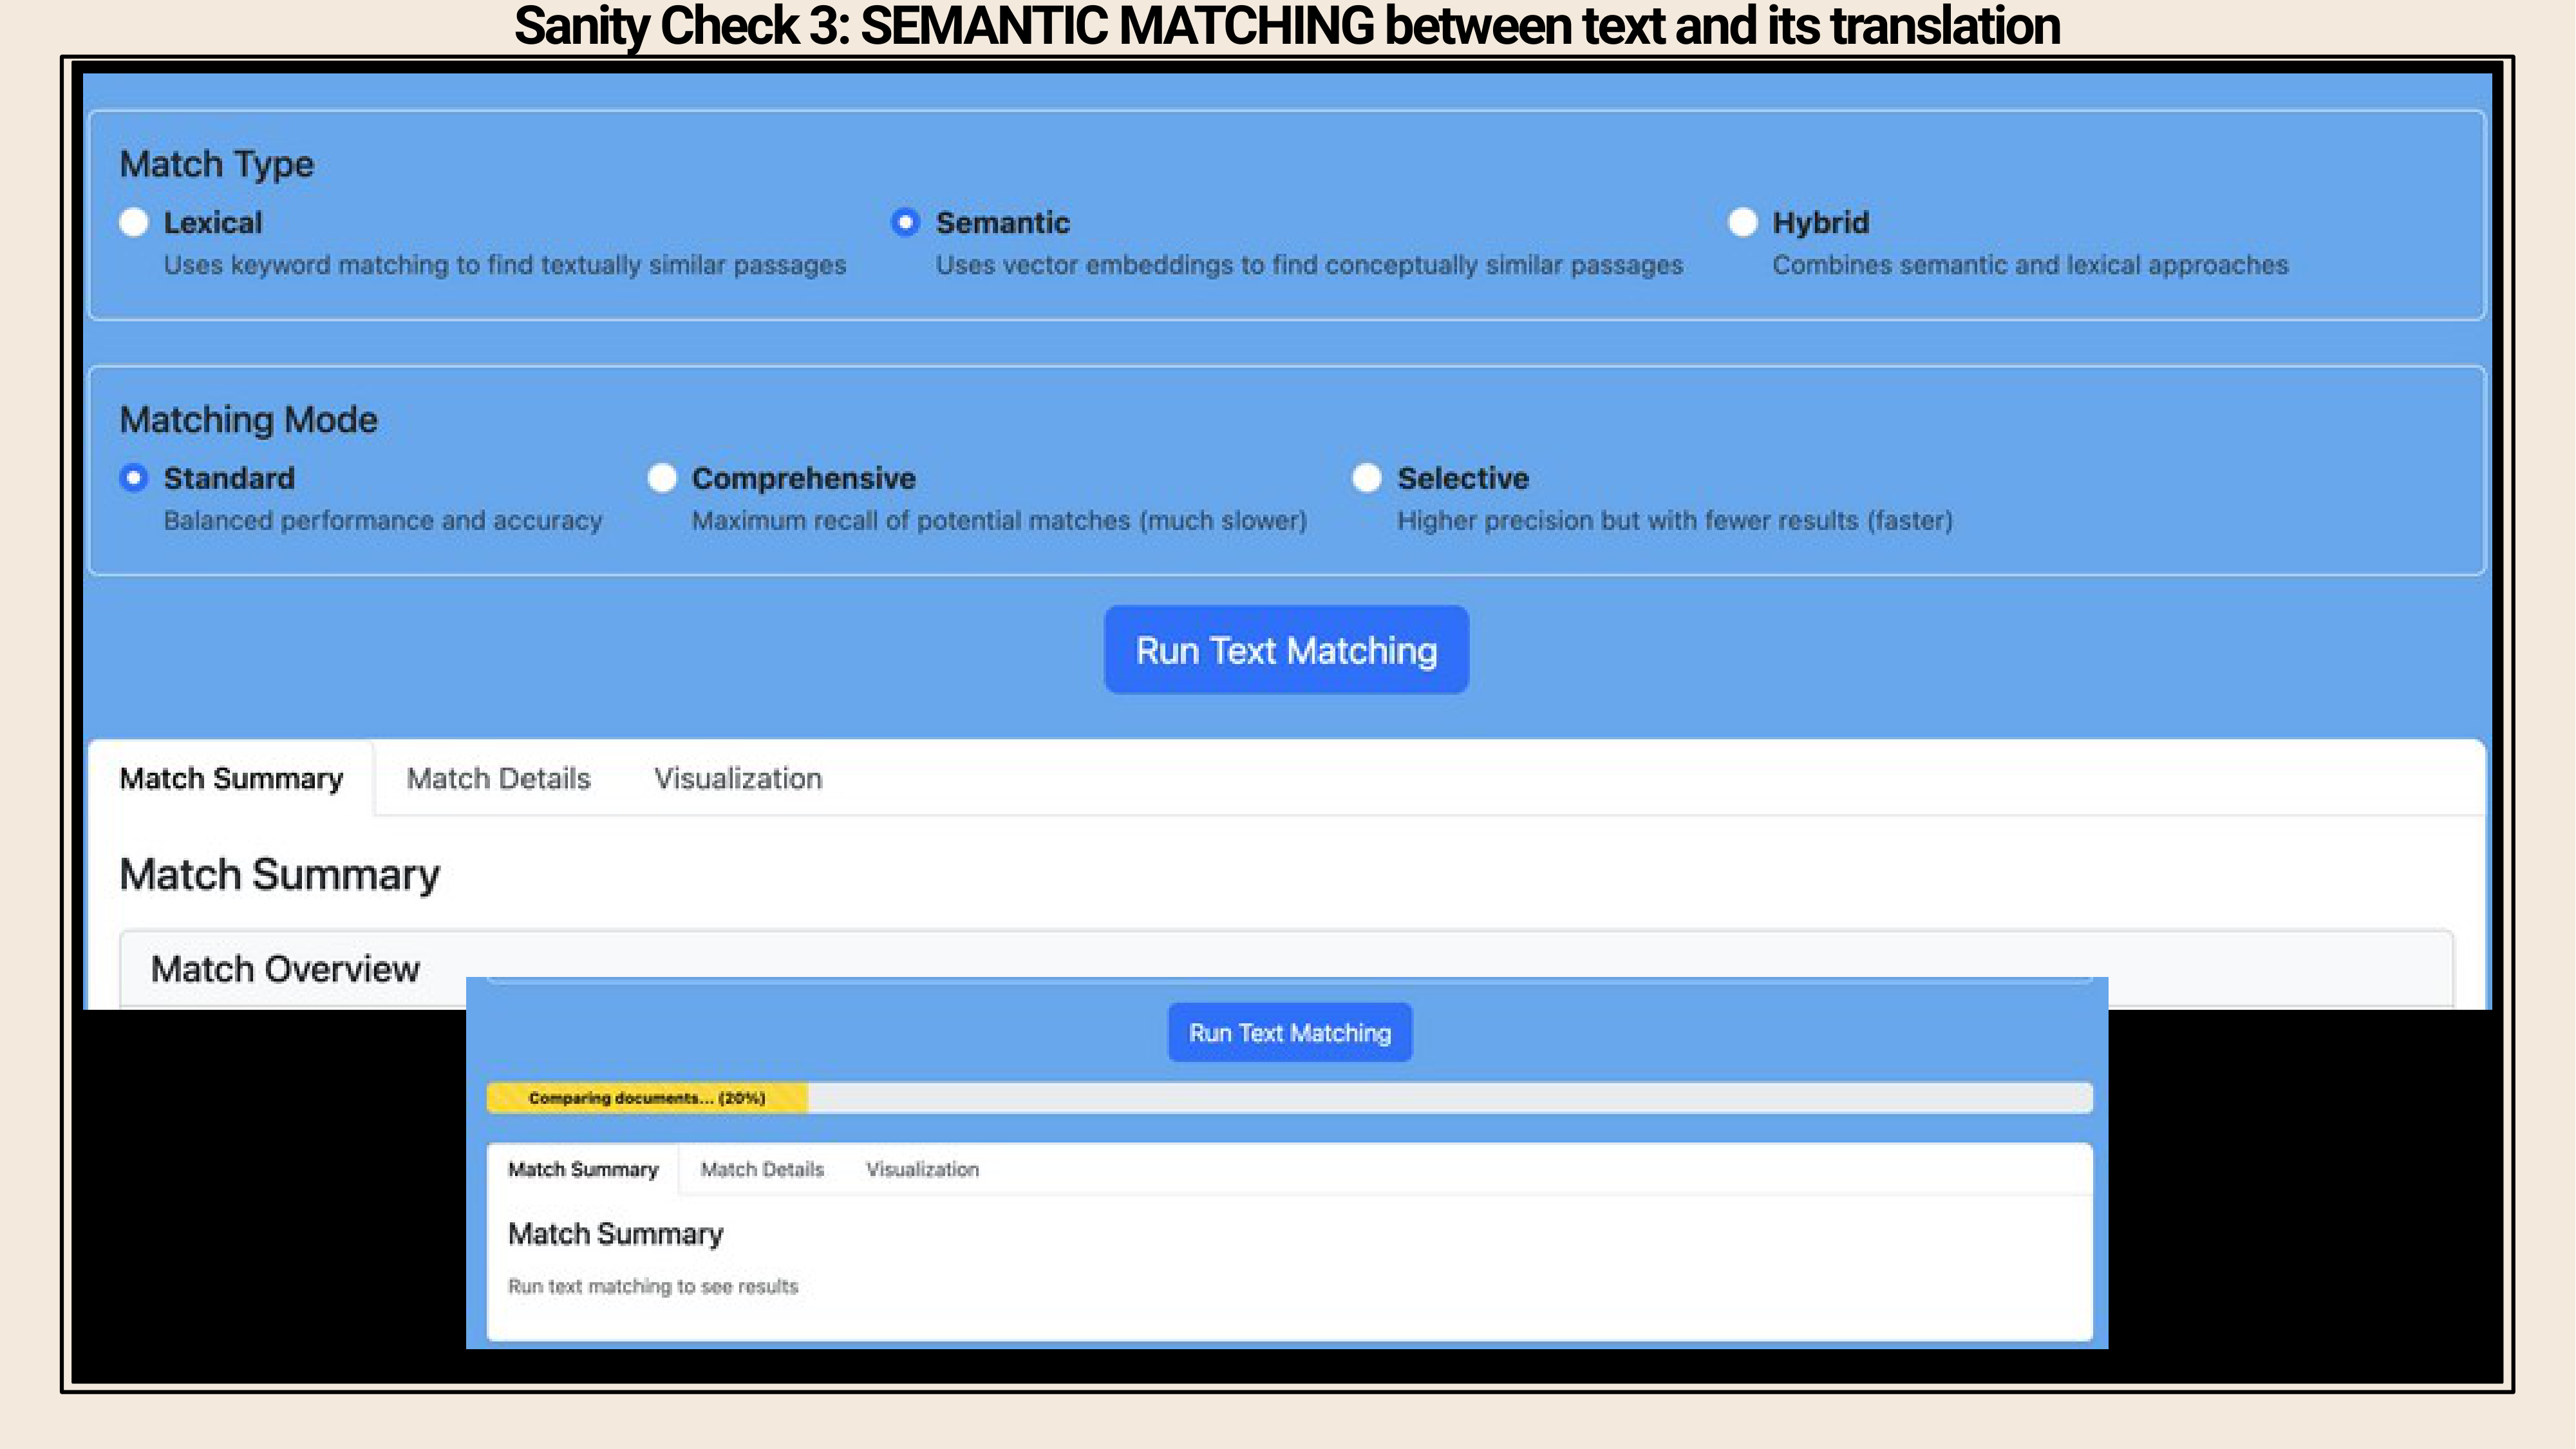 Sanity Check 3: SEMANTIC MATCHING between text and its translation
Match Type
Lexical
Uses keyword matching to find textually similar passages
Semantic
Uses vector embeddings to find conceptually similar passages
Hybrid
Combines semantic and lexical approaches
Matching Mode
Standard
Balanced performance and accuracy
Comprehensive
Maximum recall of potential matches (much slower)
Selective
Higher precision but with fewer results (faster)
Run Text Matching
Match Summary
Match Details
Visualization
Match Summary
Match Overview
Run Text Matching
Comparing documents... (20%)
Match Summary
Match Details
Visualization
Match Summary
Run text matching to see results